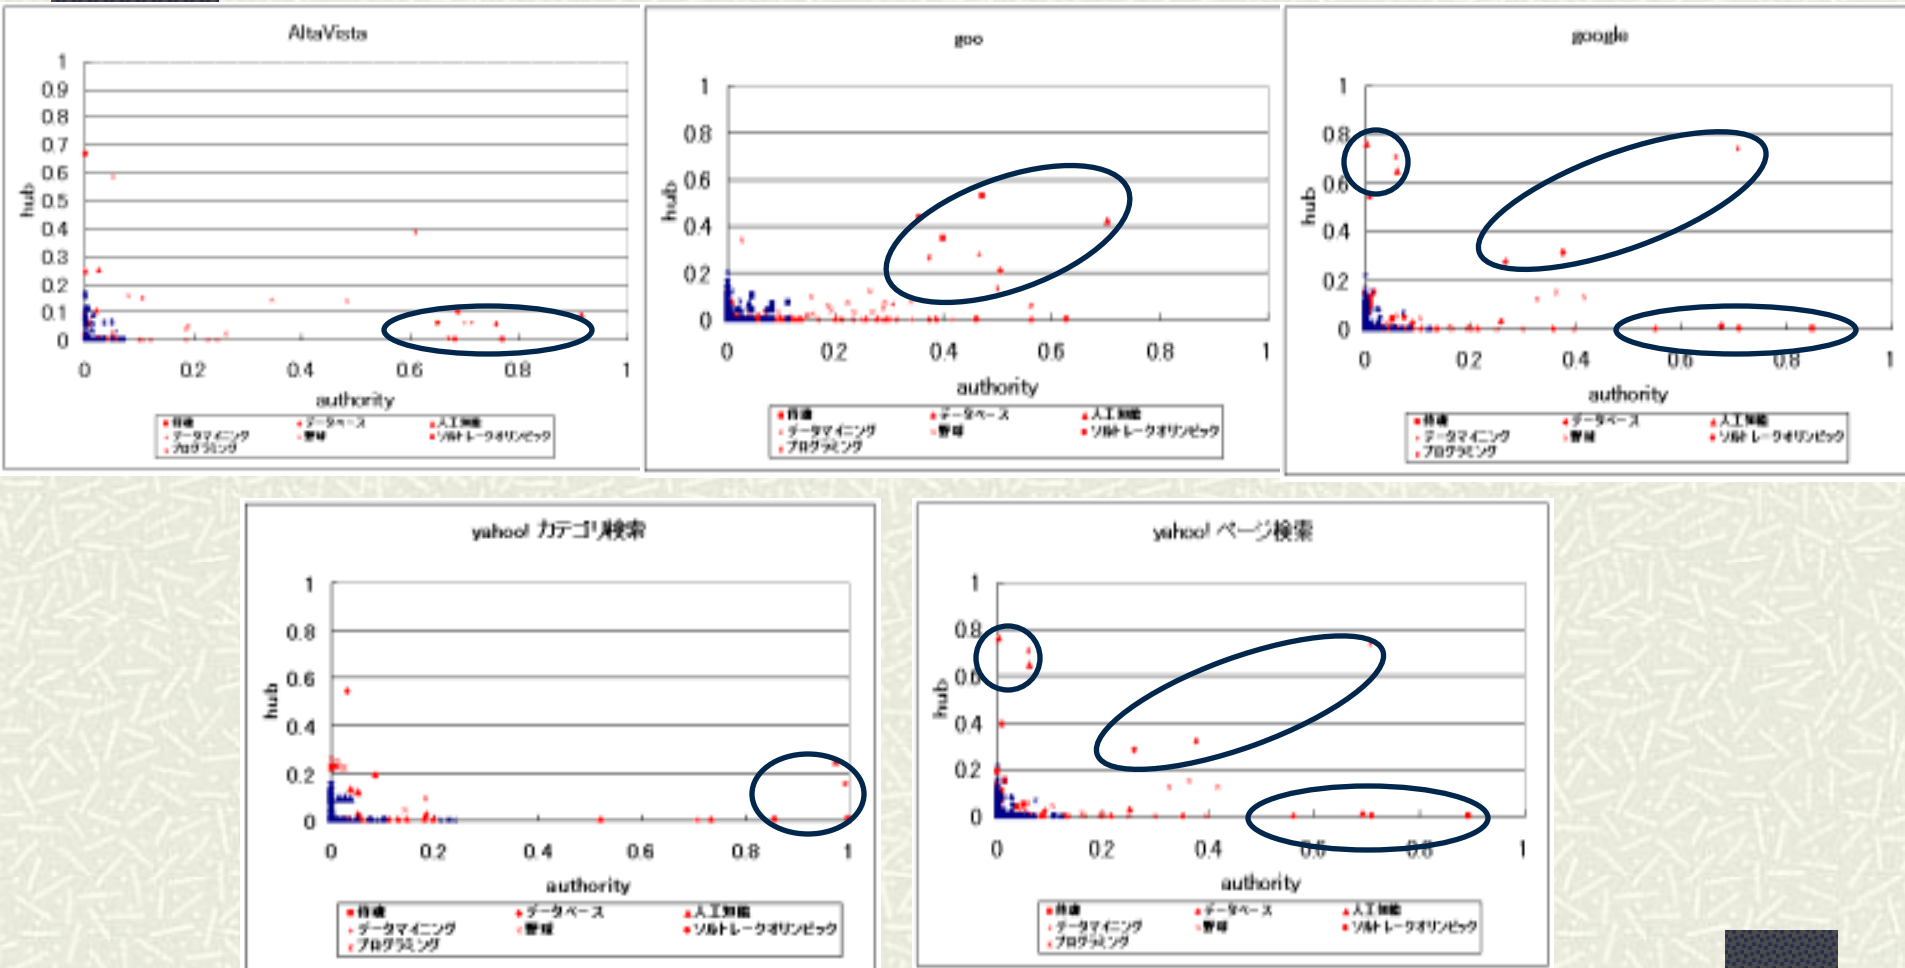 AltaVista
1
0.9
0.8
0.7
0.6
0.5
0.4
0.3
0.2
0.1
0
hub
0 0.2 0.4 0.6 0.8 1
authority
データベース 人工知能
データマイニング 野球 ソルトレークオリンピック
プログラミング
goo
1
0.8
0.6
0.4
0.2
0
hub
0 0.2 0.4 0.6 0.8 1
authority
データベース 人工知能
データマイニング 野球 ソルトレークオリンピック
プログラミング
google
1
0.8
0.6
0.4
0.2
0
hub
0 0.2 0.4 0.6 0.8 1
authority
データベース 人工知能
データマイニング 野球 ソルトレークオリンピック
プログラミング
yahoo! カテゴリ検索
1
0.8
0.6
0.4
0.2
0
hub
0 0.2 0.4 0.6 0.8 1
authority
データベース 人工知能
データマイニング 野球 ソルトレークオリンピック
プログラミング
yahoo! ページ検索
1
0.8
0.6
0.4
0.2
0
hub
0 0.2 0.4 0.6 0.8 1
authority
データベース 人工知能
データマイニング 野球 ソルトレークオリンピック
プログラミング